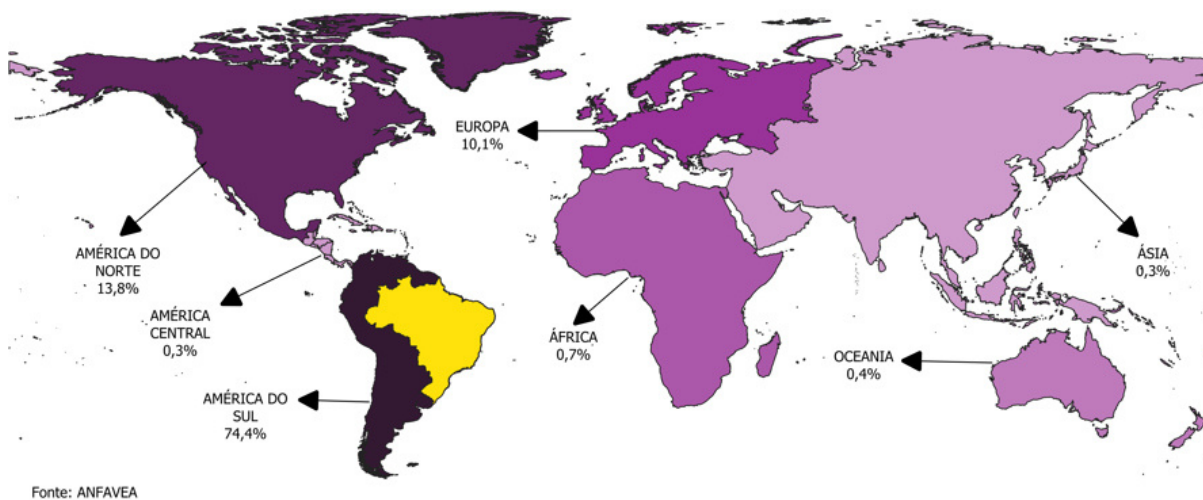 EUROPA
10,1%
AMÉRICA DO
NORTE
13,8%
ÁSIA
0,3%
AMÉRICA
CENTRAL
0,3%
ÁFRICA
0,7%
OCEANIA
0,4%
AMÉRICA DO
SUL
74,4%
Fonte: ANFAVEA